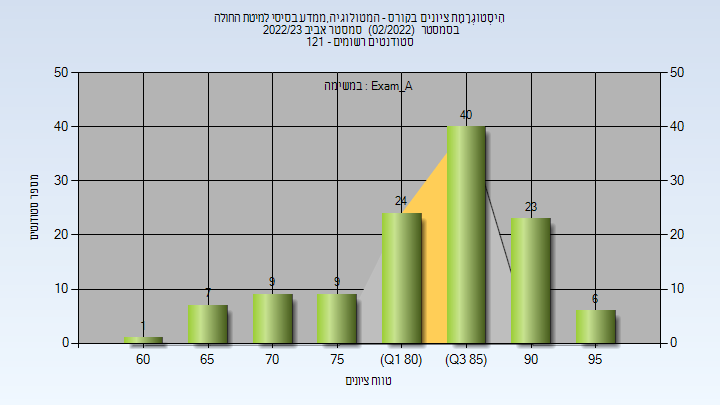 הִיסְטוֹגְרָמַת ציונים בקורס - המטולוגיה, ממדע בסיסי למיטת החולה
בסמסטר (02/2022) סמסטר אביב 2022/23
סטודנטים רשומים - 121
במשימה : Exam_A
50 50
40 40 40
30 30
24 23
20 20
10 9 9 10
7 6
1
0 0
60 65 70 75 (Q1 80) (Q3 85) 90 95
טווח ציונים
מספר סטודנטים